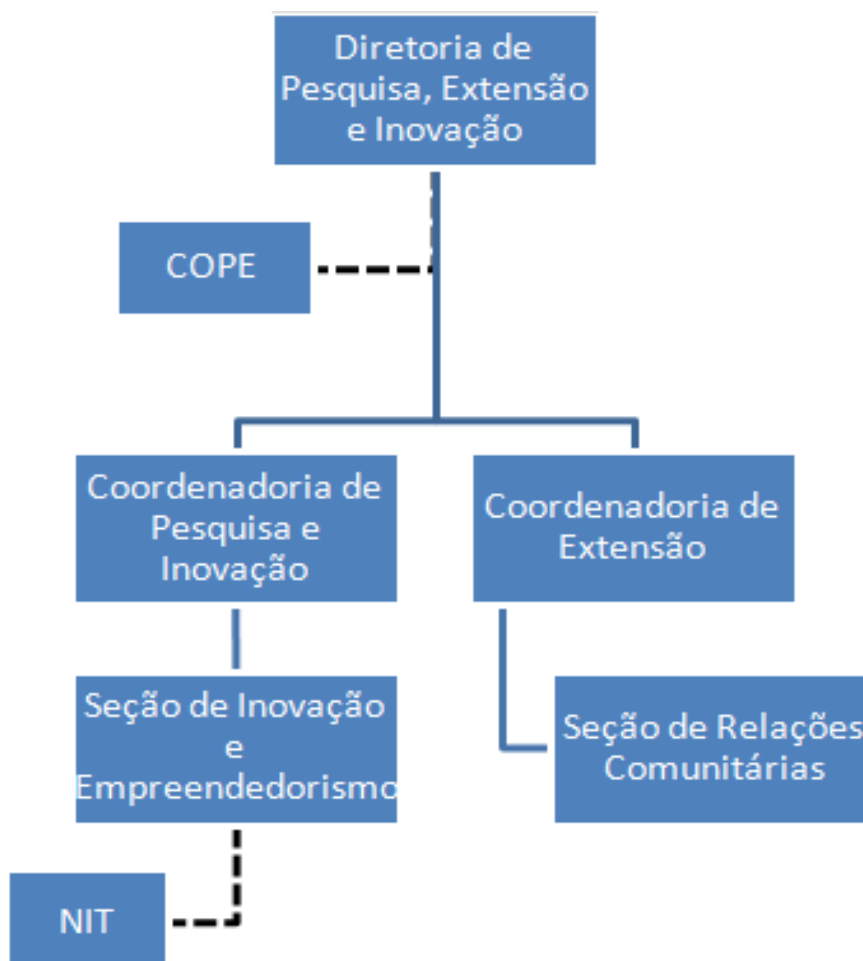 Diretoria de
Pesquisa, Extensão
e Inovação
COPE
Coordenadoria de
Pesquisa e
Inovação
Coordenadoria de
Extensão
Seção de Inovação
e
Empreendedorismo
Seção de Relações
Comunitárias
NIT